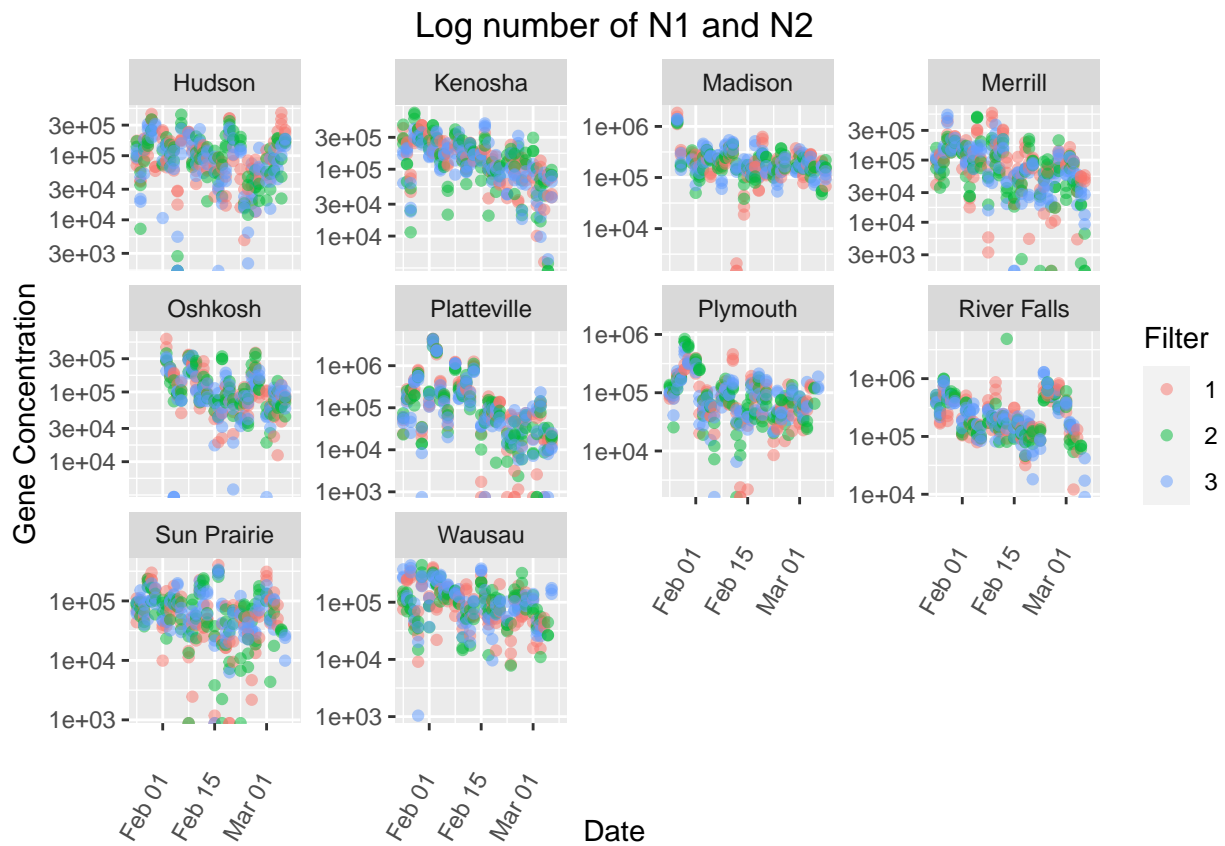 Log number of N1 and N2
Hudson
Kenosha
Madison
Merrill
3e+05
1e+05
3e+04
1e+04
3e+03
3e+05
1e+05
3e+04
1e+04
1e+06
1e+05
1e+04
3e+05
1e+05
3e+04
1e+04
3e+03
Oshkosh
Platteville
Plymouth
River Falls
3e+05
1e+05
3e+04
1e+04
1e+06
1e+05
1e+04
1e+03
1e+06
1e+05
1e+04
1e+06
1e+05
1e+04
Feb 01
Feb 15
Mar 01
Feb 01
Feb 15
Mar 01
Sun Prairie
Wausau
1e+05
1e+04
1e+03
1e+05
1e+04
1e+03
Feb 01
Feb 15
Mar 01
Feb 01
Feb 15
Mar 01
Date
Gene Concentration
Filter
1
2
3